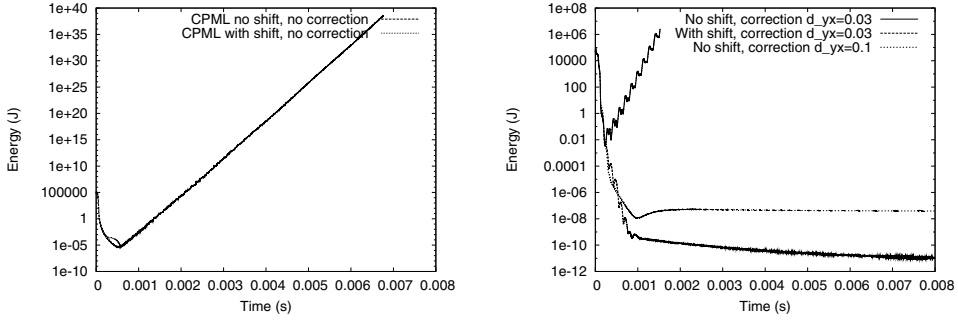 1e+40
1e+35
1e+30
1e+25
1e+20
1e+15
1e+10
100000
1
1e-05
1e-10
Energy (J)
CPML no shift, no correction
CPML with shift, no correction
0 0.001 0.002 0.003 0.004 0.005 0.006 0.007 0.008
Time (s)
1e+08
1e+06
10000
100
1
0.01
0.0001
1e-06
1e-08
1e-10
1e-12
Energy (J)
No shift, correction d_yx=0.03
With shift, correction d_yx=0.03
No shift, correction d_yx=0.1
0 0.001 0.002 0.003 0.004 0.005 0.006 0.007 0.008
Time (s)